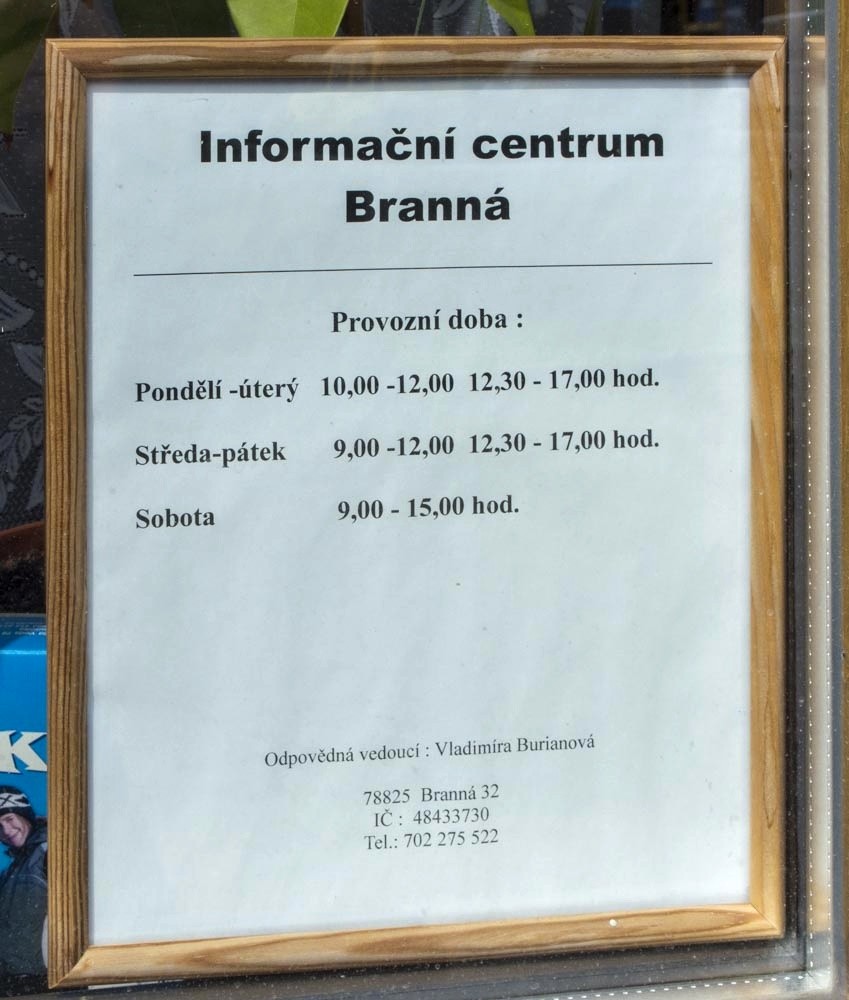 Informační centrum
Branná
Provozní doba :
Pondělí -úterý 10,00 -12,00 12,30 - 17,00 hod.
Středa-pátek 9,00 -12,00 12,30 - 17,00 hod.
Sobota 9,00 - 15,00 hod.
Odpovědná vedoucí : Vladimíra Burianová
78825 Branná 32
IČ : 48433730
Tel.: 702 275 522
K